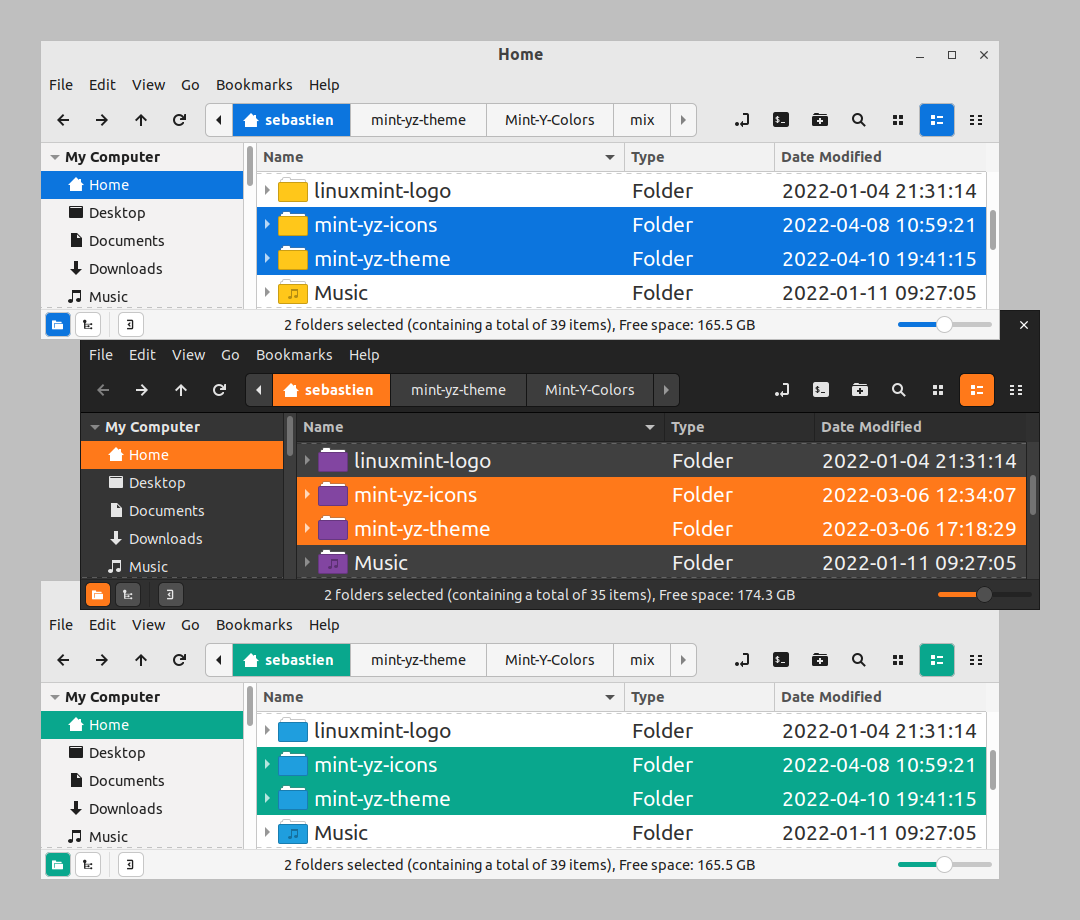 Home
File Edit View Go Bookmarks Help
sebastien mint-yz-theme Mint-Y-Colors mix
My Computer Name Type Date Modified
Home linuxmint-logo Folder 2022-01-04 21:31:14
Desktop mint-yz-icons Folder 2022-04-08 10:59:21
Documents
Downloads mint-yz-theme Folder 2022-04-10 19:41:15
Music Music Folder 2022-01-11 09:27:05
2 folders selected (containing a total of 39 items), Free space: 165.5 GB
File Edit View Go Bookmarks Help
sebastien mint-yz-theme Mint-Y-Colors
My Computer Name Type Date Modified
Home linuxmint-logo Folder 2022-01-04 21:31:14
Desktop mint-yz-icons Folder 2022-03-06 12:34:07
Documents
Downloads mint-yz-theme Folder 2022-03-06 17:18:29
Music Music Folder 2022-01-11 09:27:05
2 folders selected (containing a total of 35 items), Free space: 174.3 GB
File Edit View Go Bookmarks Help
sebastien mint-yz-theme Mint-Y-Colors mix
My Computer Name Type Date Modified
Home linuxmint-logo Folder 2022-01-04 21:31:14
Desktop mint-yz-icons Folder 2022-04-08 10:59:21
Documents
Downloads mint-yz-theme Folder 2022-04-10 19:41:15
Music Music Folder 2022-01-11 09:27:05
2 folders selected (containing a total of 39 items), Free space: 165.5 GB